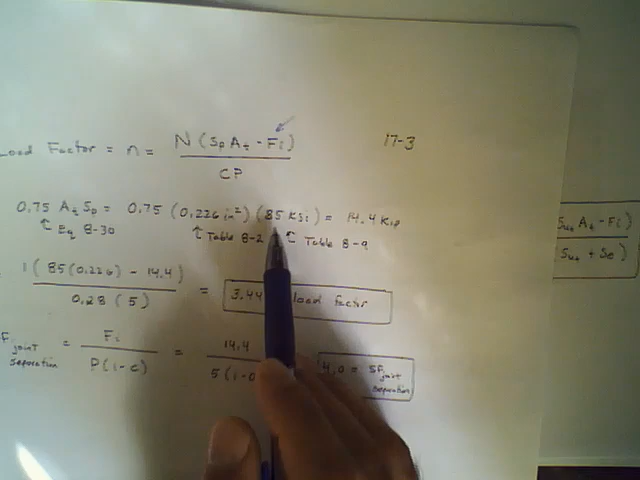 Load Factor = n = N (SpAt - Fi) / CP
17-3
0.75 At Sp = 0.75 (0.226 in²) (85 Ksi) = 14.4 Kip
↑ Eq 8-30 ↑ Table 8-2 ↑ Table 8-9
Sut At - Fi)
Sut + Se)
1 (85(0.226) - 14.4) / 0.28 (5) = 3.44 load factor
F joint separation = Fi / P(1-c) = 14.4 / 5(1-0 4.0 = SF joint separation